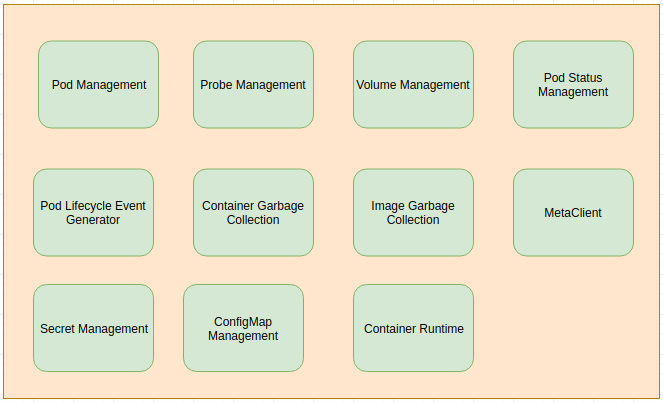 Pod Management
Probe Management
Volume Management
Pod Status
Management
Pod Lifecycle Event
Generator
Container Garbage
Collection
Image Garbage
Collection
MetaClient
Secret Management
ConfigMap
Management
Container Runtime